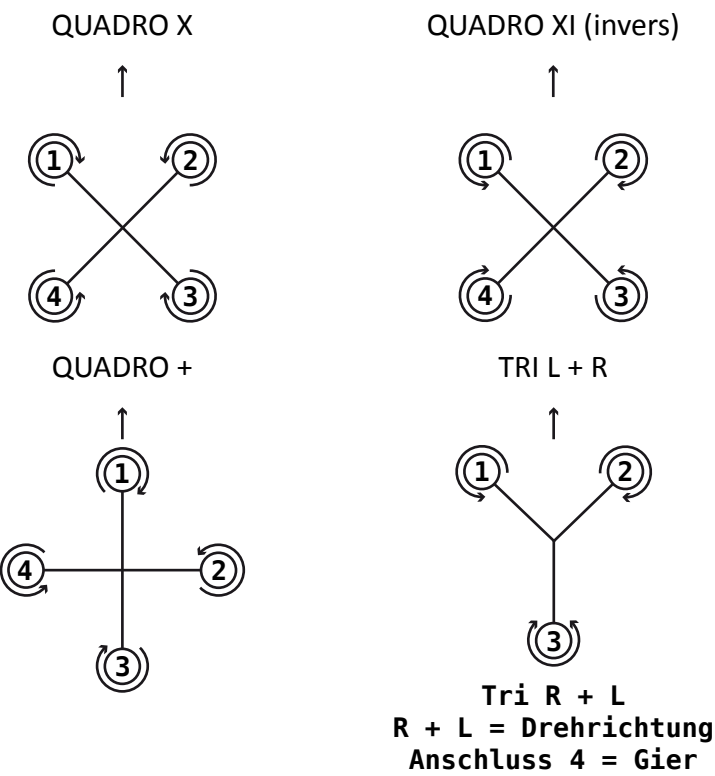 QUADRO X
QUADRO XI (invers)
1
2
4
3
1
2
4
3
QUADRO +
TRI L + R
1
4
2
3
1
2
3
Tri R + L
R + L = Drehrichtung
Anschluss 4 = Gier